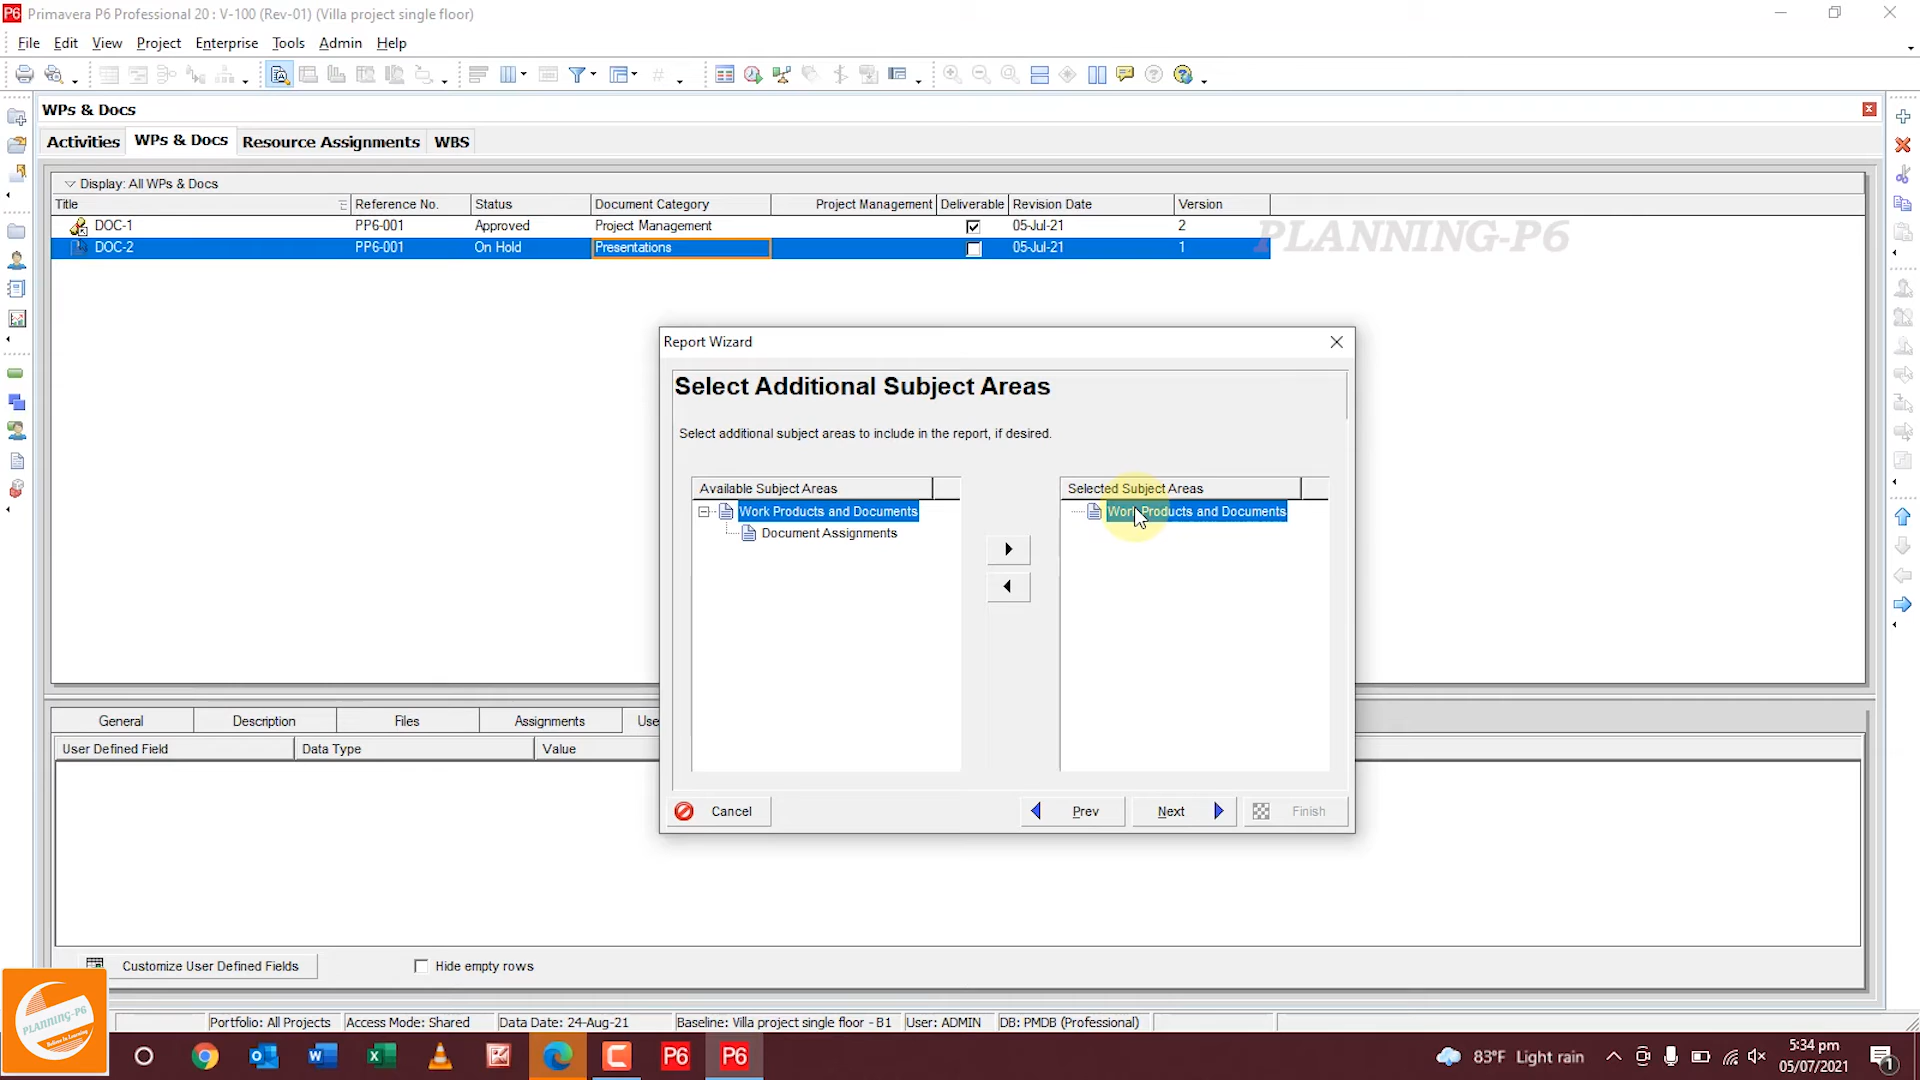 P6 Primavera P6 Professional 20 : V-100 (Rev-01) (Villa project single floor)
File Edit View Project Enterprise Tools Admin Help
WPs & Docs
Activities WPs & Docs Resource Assignments WBS
Display: All WPs & Docs
Title Reference No. Status Document Category Project Management Deliverable Revision Date Version
DOC-1 PP6-001 Approved Project Management 05-Jul-21 2
DOC-2 PP6-001 On Hold Presentations 05-Jul-21 1
PLANNING-P6
Report Wizard
Select Additional Subject Areas
Select additional subject areas to include in the report, if desired.
Available Subject Areas Selected Subject Areas
Work Products and Documents Work Products and Documents
Document Assignments
Cancel Prev Next Finish
General Description Files Assignments Use
User Defined Field Data Type Value
Customize User Defined Fields Hide empty rows
PLANNING-P6
Portfolio: All Projects Access Mode: Shared Data Date: 24-Aug-21 Baseline: Villa project single floor - B1 User: ADMIN DB: PMDB (Professional)
P6 P6 83°F Light rain 5:34 pm
05/07/2021 1